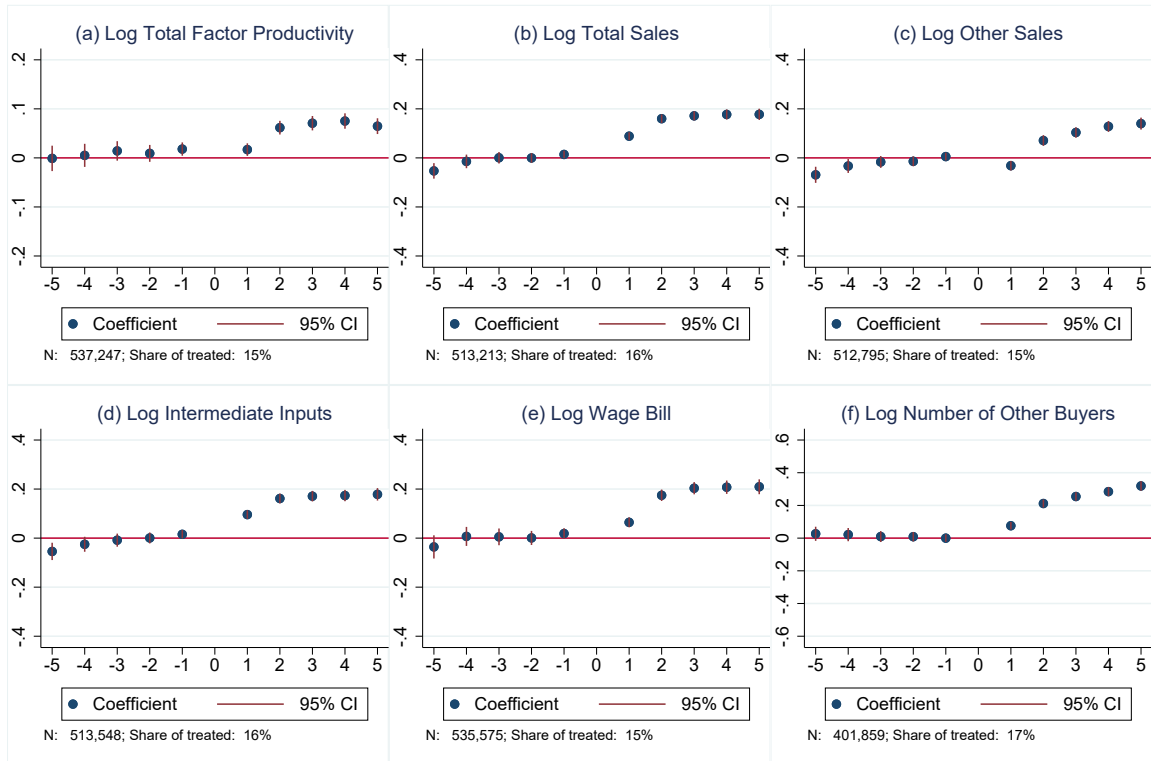 (a) Log Total Factor Productivity
.2
.1
0
-.1
-.2
-5 -4 -3 -2 -1 0 1 2 3 4 5
Coefficient 95% CI
N: 537,247; Share of treated: 15%
(b) Log Total Sales
.4
.2
0
-.2
-.4
-5 -4 -3 -2 -1 0 1 2 3 4 5
Coefficient 95% CI
N: 513,213; Share of treated: 16%
(c) Log Other Sales
.4
.2
0
-.2
-.4
-5 -4 -3 -2 -1 0 1 2 3 4 5
Coefficient 95% CI
N: 512,795; Share of treated: 15%
(d) Log Intermediate Inputs
.4
.2
0
-.2
-.4
-5 -4 -3 -2 -1 0 1 2 3 4 5
Coefficient 95% CI
N: 513,548; Share of treated: 16%
(e) Log Wage Bill
.4
.2
0
-.2
-.4
-5 -4 -3 -2 -1 0 1 2 3 4 5
Coefficient 95% CI
N: 535,575; Share of treated: 15%
(f) Log Number of Other Buyers
.6
.4
.2
0
-.2
-.4
-.6
-5 -4 -3 -2 -1 0 1 2 3 4 5
Coefficient 95% CI
N: 401,859; Share of treated: 17%